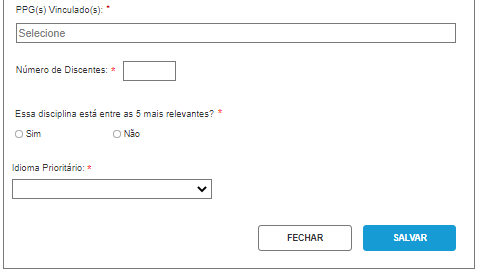 PPG(s) Vinculado(s): *
Selecione
Número de Discentes: *
Essa disciplina está entre as 5 mais relevantes? *
Sim Não
Idioma Prioritário: *
FECHAR SALVAR